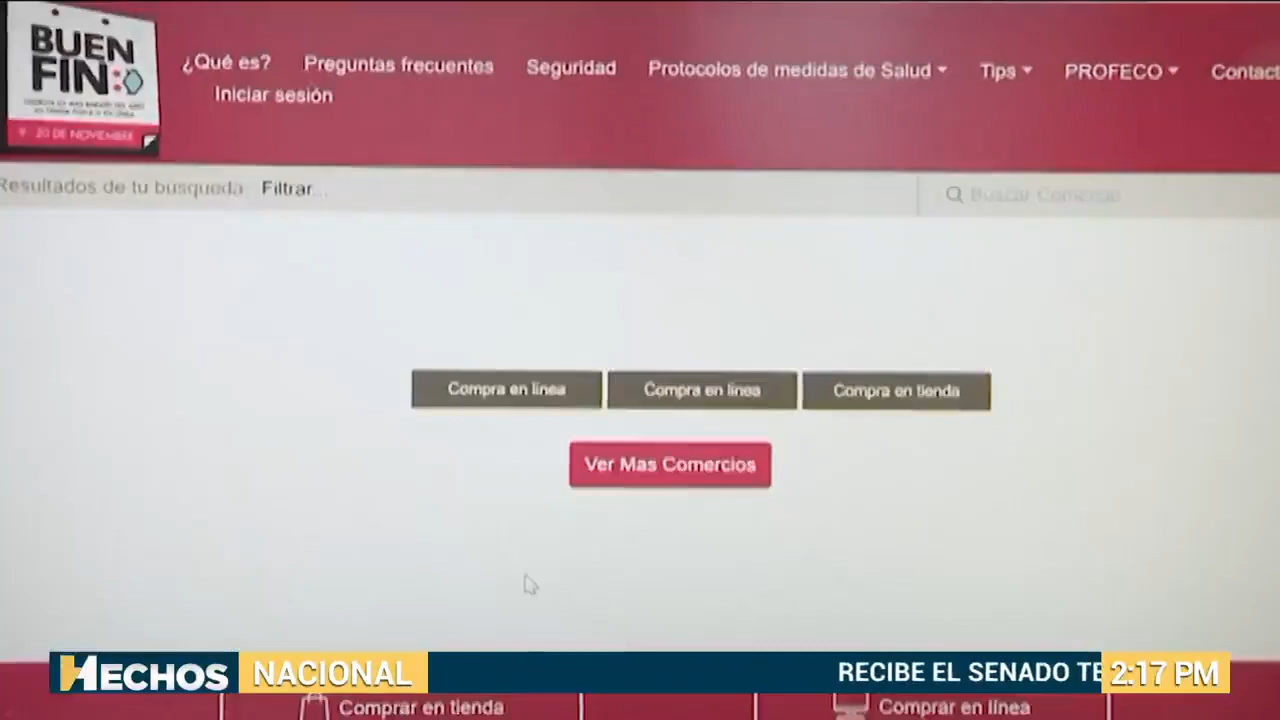 BUEN
FIN
20 DE NOVIEMBRE
¿Qué es? Preguntas frecuentes Seguridad Protocolos de medidas de Salud Tips PROFECO Contact
Iniciar sesión
Resultados de tu búsqueda Filtrar...
Buscar Comercio
Compra en línea Compra en línea Compra en tienda
Ver Mas Comercios
HECHOS NACIONAL RECIBE EL SENADO TE 2:17 PM
Comprar en tienda Comprar en línea